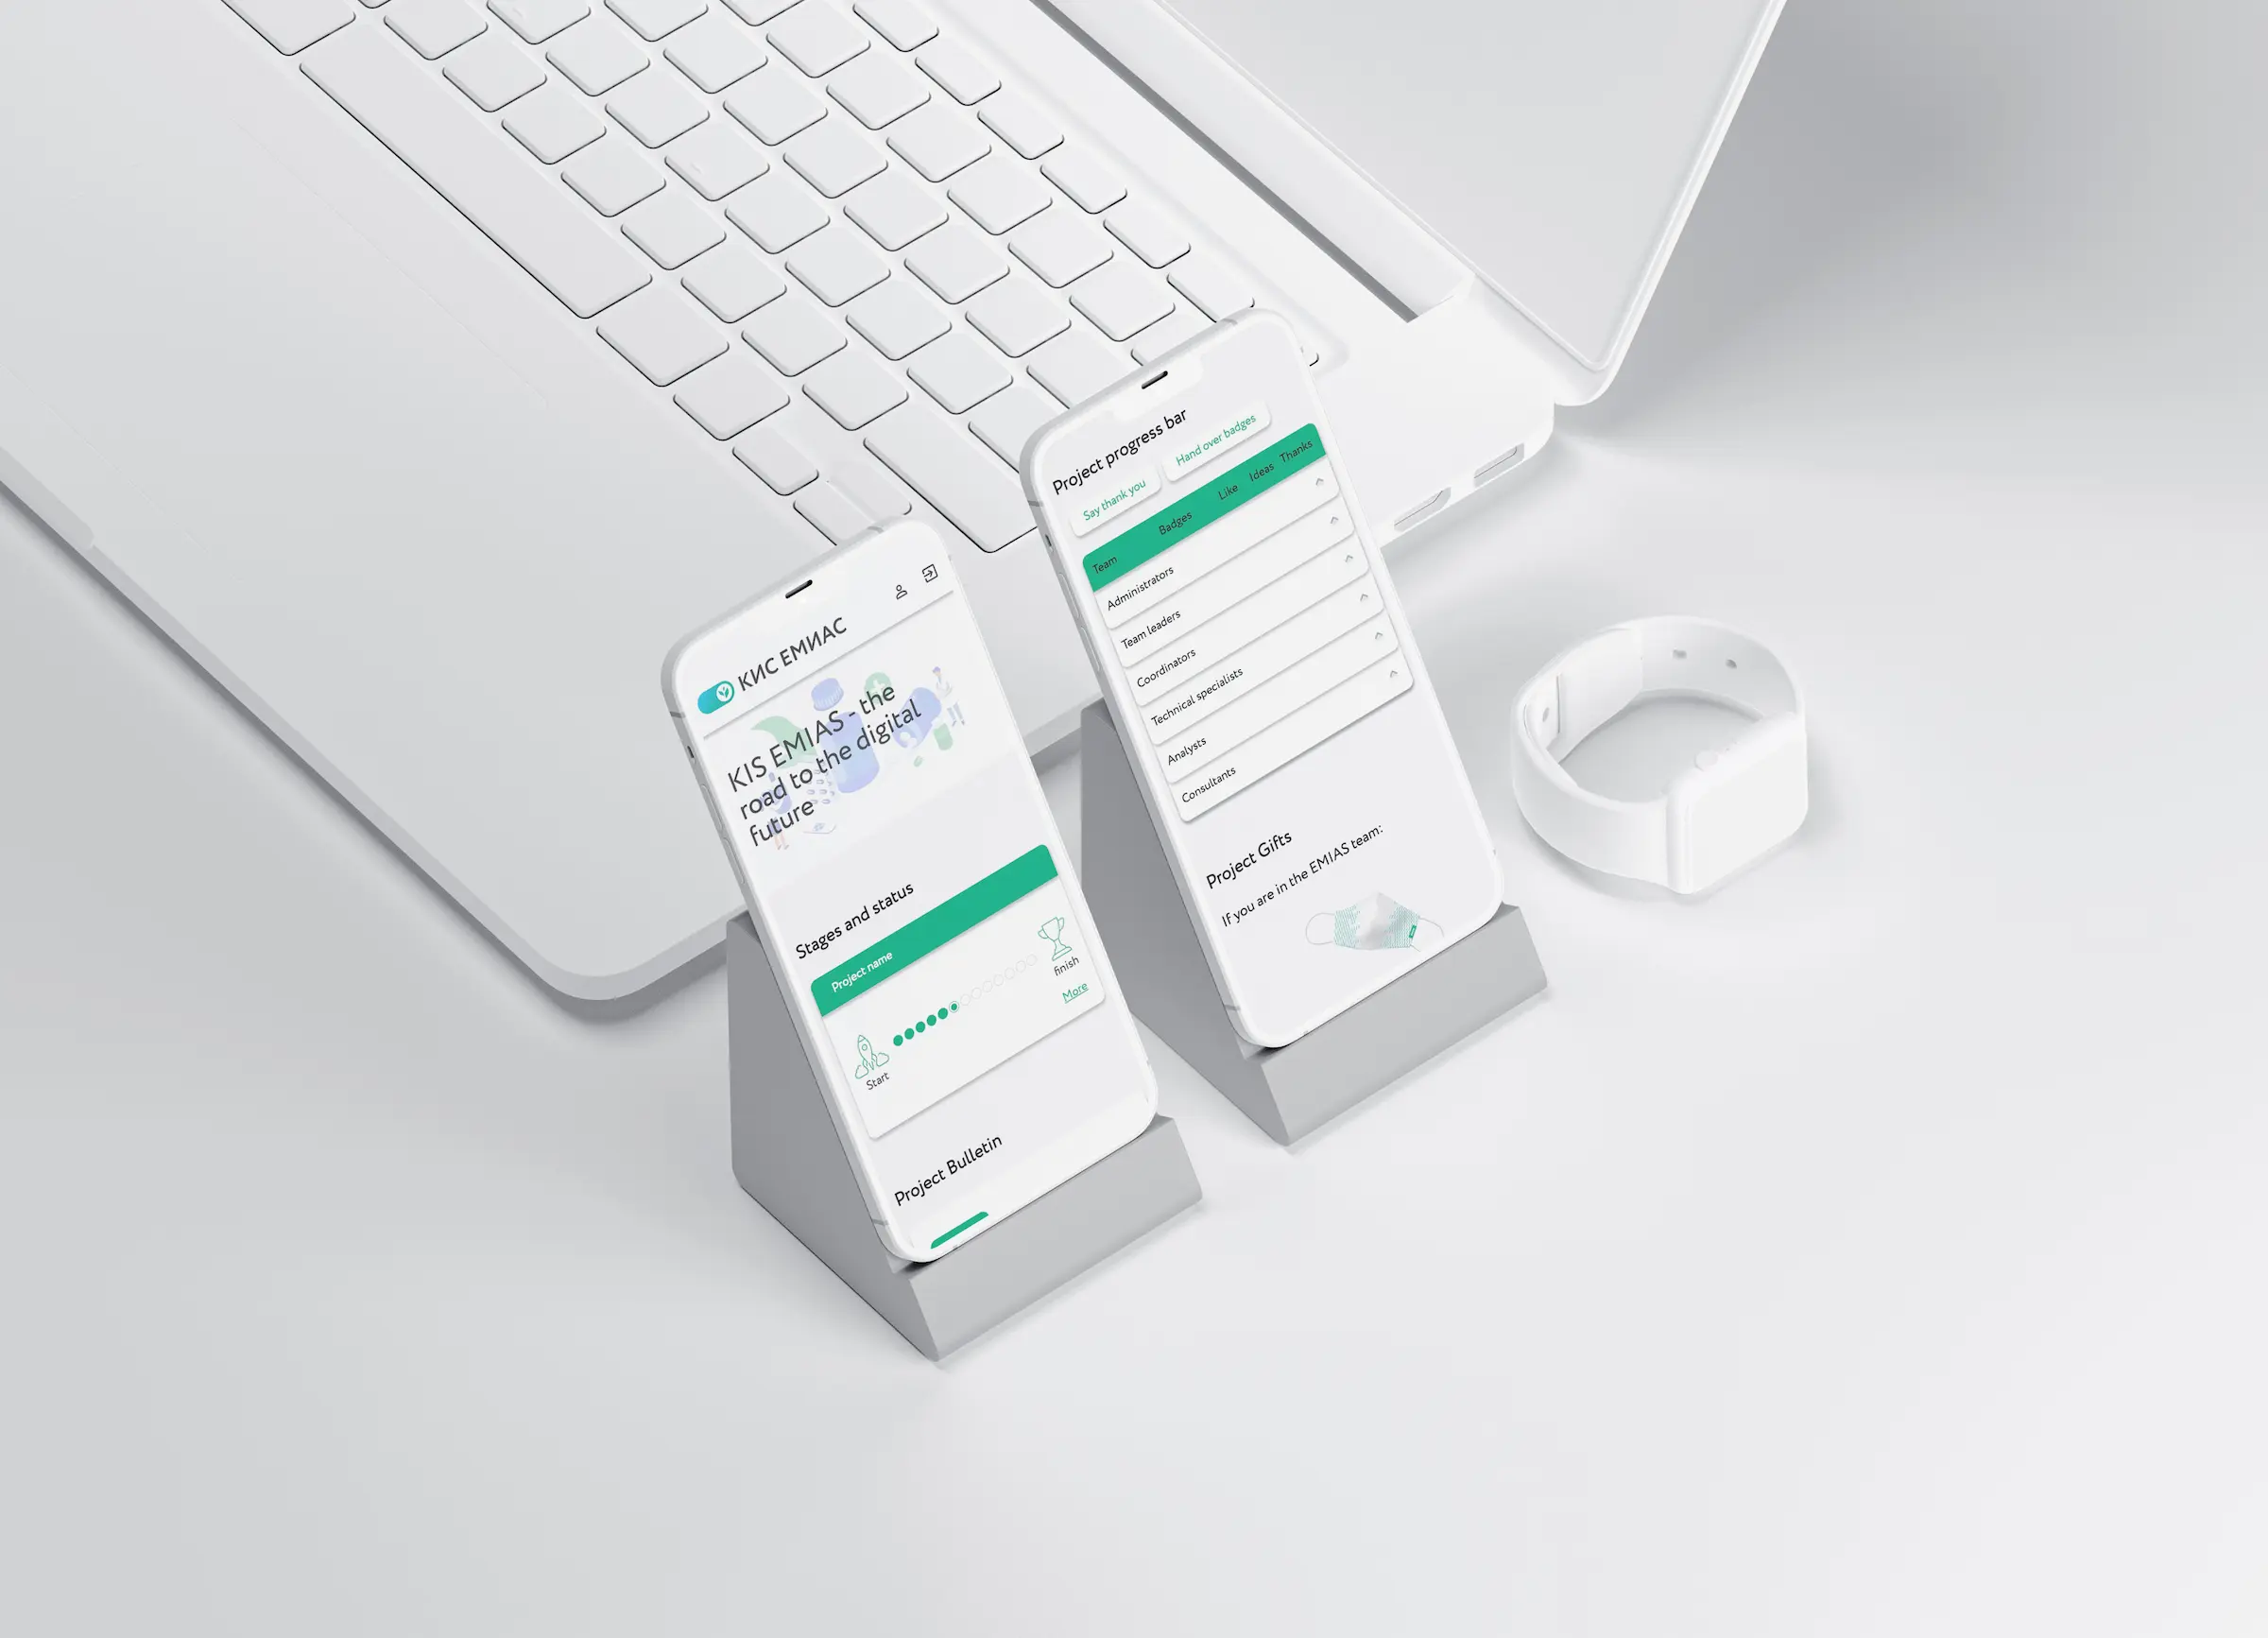 КИС ЕМИАС
KIS EMIAS - the
road to the digital
future
Stages and status
Project name
Start
finish
More
Project Bulletin
Project progress bar
Say thank you
Hand over badges
Team Badges Like Ideas Thanks
Administrators
Team leaders
Coordinators
Technical specialists
Analysts
Consultants
Project Gifts
If you are in the EMIAS team: